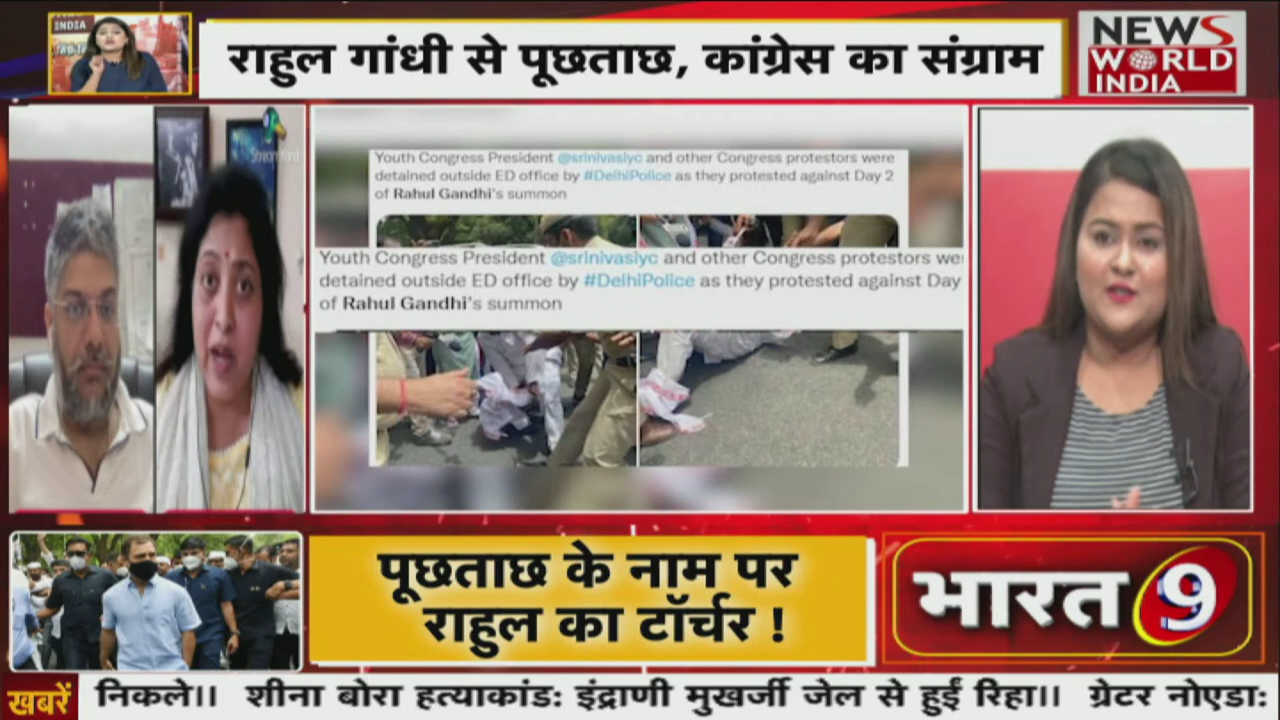 INDIA
राहुल गांधी से पूछताछ, कांग्रेस का संग्राम
NEWS
WORLD
INDIA
Youth Congress President @srinivasiyc and other Congress protestors were
detained outside ED office by #DelhiPolice as they protested against Day 2
of Rahul Gandhi's summon
Youth Congress President @srinivasiyc and other Congress protestors we
detained outside ED office by #DelhiPolice as they protested against Day
of Rahul Gandhi's summon
पूछताछ के नाम पर
राहुल का टॉर्चर !
भारत 9
खबरें निकले।। शीना बोरा हत्याकांड: इंद्राणी मुखर्जी जेल से हुईं रिहा।। ग्रेटर नोएडा: